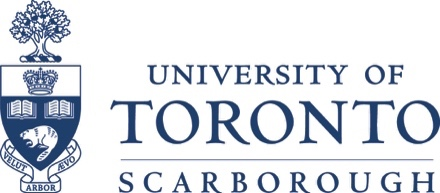 UNIVERSITY OF
TORONTO
SCARBOROUGH
VELUT ARBOR ÆVO